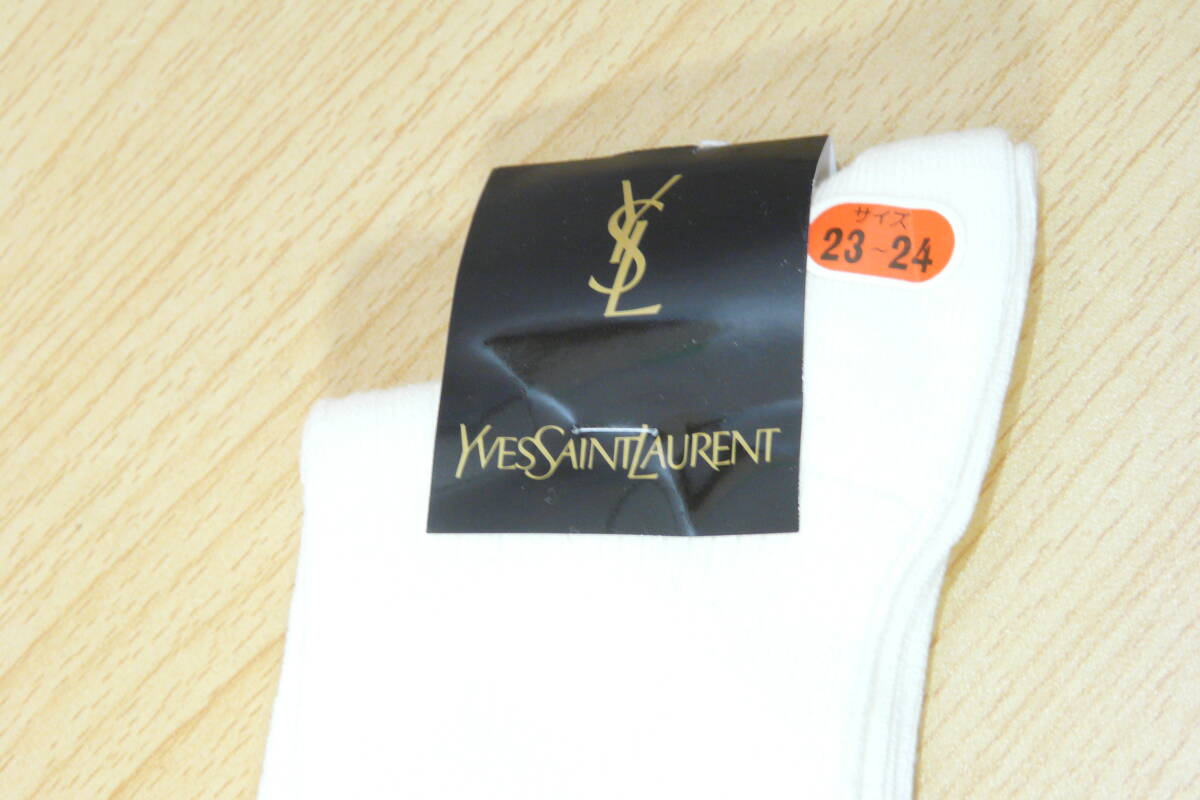 YSL
サイズ
23~24
YVESSAINTLAURENT